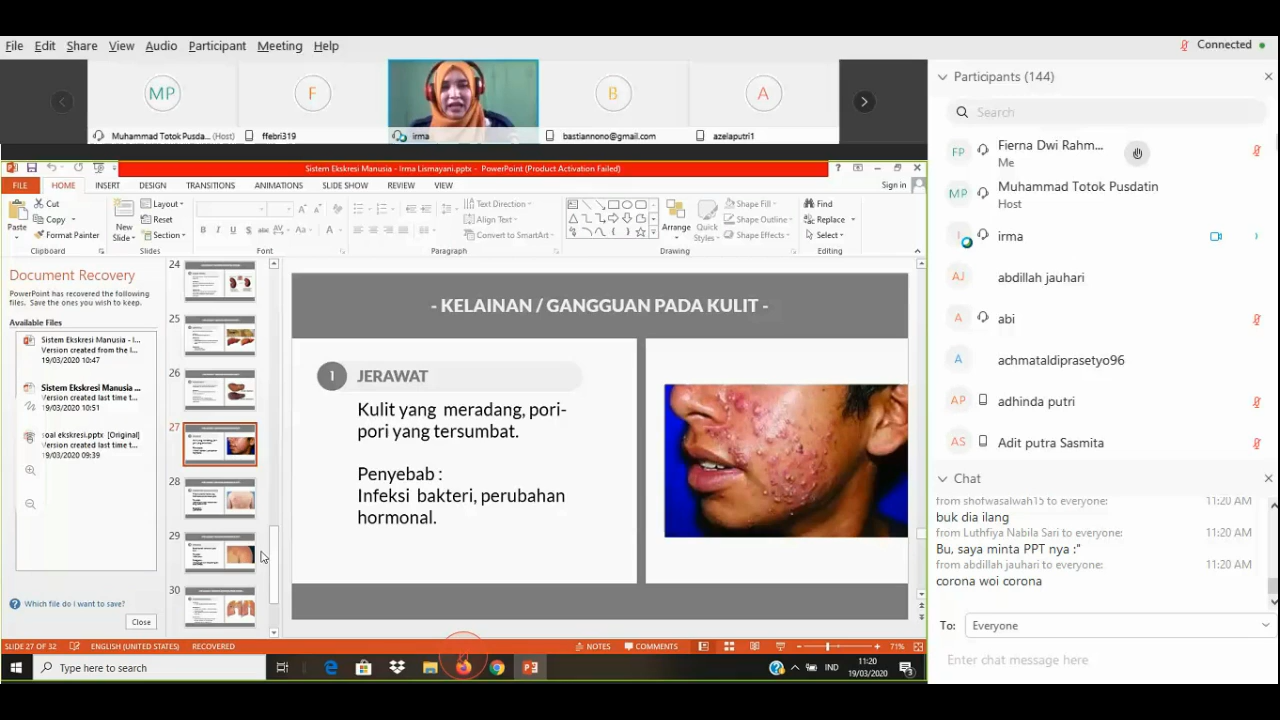 File Edit Share View Audio Participant Meeting Help
Connected
MP F B A
Muhammad Totok Pusda... (Host) ffebri319 irma bastiannono@gmail.com azelaputri1
Sistem Ekskresi Manusia - Irma Lismayani.pptx - PowerPoint (Product Activation Failed)
FILE HOME INSERT DESIGN TRANSITIONS ANIMATIONS SLIDE SHOW REVIEW VIEW Sign in
Paste
Cut
Copy
Format Painter
Clipboard
New Slide
Layout
Reset
Section
Slides
Font
Text Direction
Align Text
Convert to SmartArt
Paragraph
Arrange
Quick Styles
Shape Fill
Shape Outline
Shape Effects
Drawing
Find
Replace
Select
Editing
Document Recovery
PowerPoint has recovered the following
files. Save the ones you wish to keep.
Available Files
Sistem Ekskresi Manusia - I...
Version created from the l...
19/03/2020 10:47
Sistem Ekskresi Manusia ...
Version created last time t...
19/03/2020 10:51
soal ekskresi.pptx [Original]
Version created last time t...
19/03/2020 09:39
Which file do I want to save?
Close
24
25
26
27
28
29
30
- KELAINAN / GANGGUAN PADA KULIT -
1 JERAWAT
Kulit yang meradang, pori-
pori yang tersumbat.
Penyebab :
Infeksi bakteri, perubahan
hormonal.
SLIDE 27 OF 32 ENGLISH (UNITED STATES) RECOVERED NOTES COMMENTS 71%
Type here to search
IND
11:20
19/03/2020
Participants (144)
Search
FP Fierna Dwi Rahm...
Me
MP Muhammad Totok Pusdatin
Host
irma
AJ abdillah jauhari
A abi
A achmataldiprasetyo96
AP adhinda putri
AS Adit putra Sasmita
Chat
from shofwasalwah15 to everyone: 11:20 AM
buk dia ilang
from Luthfiya Nabila Sari to everyone: 11:20 AM
Bu, saya minta PPT nya :"
from abdillah jauhari to everyone: 11:20 AM
corona woi corona
To: Everyone
Enter chat message here